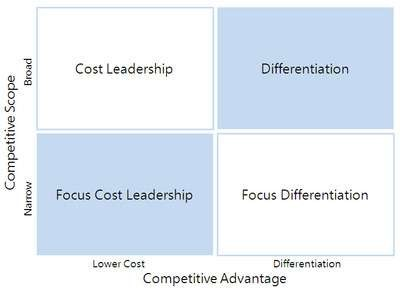 Competitive Scope
Broad
Cost Leadership
Differentiation
Narrow
Focus Cost Leadership
Focus Differentiation
Lower Cost
Differentiation
Competitive Advantage